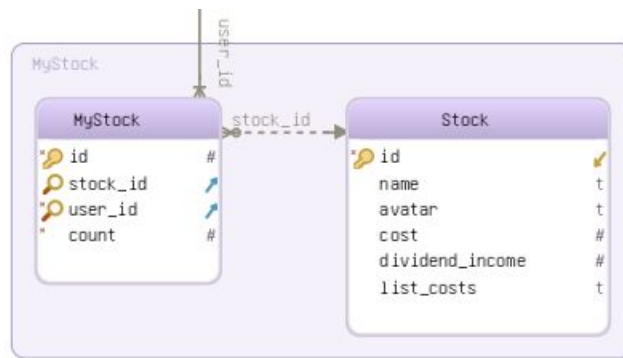 user_id
MyStock
MyStock
stock_id
Stock
id #
stock_id
user_id
count #
id
name t
avatar t
cost #
dividend_income #
list_costs t